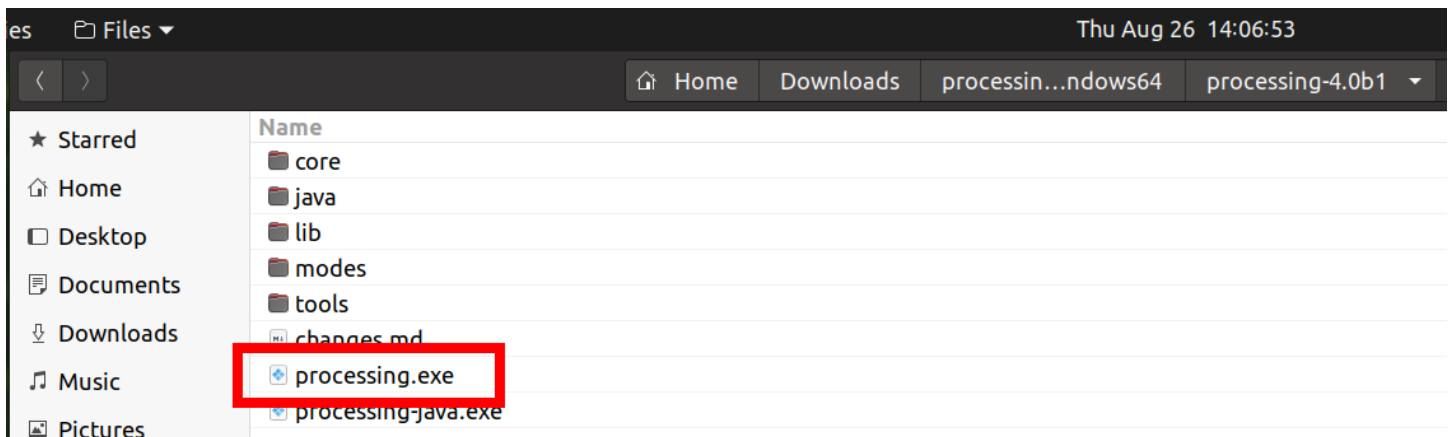 es Files Thu Aug 26 14:06:53
Home Downloads processin...ndows64 processing-4.0b1
Starred
Home
Desktop
Documents
Downloads
Music
Pictures
Name
core
java
lib
modes
tools
changes.md
processing.exe
processing-java.exe